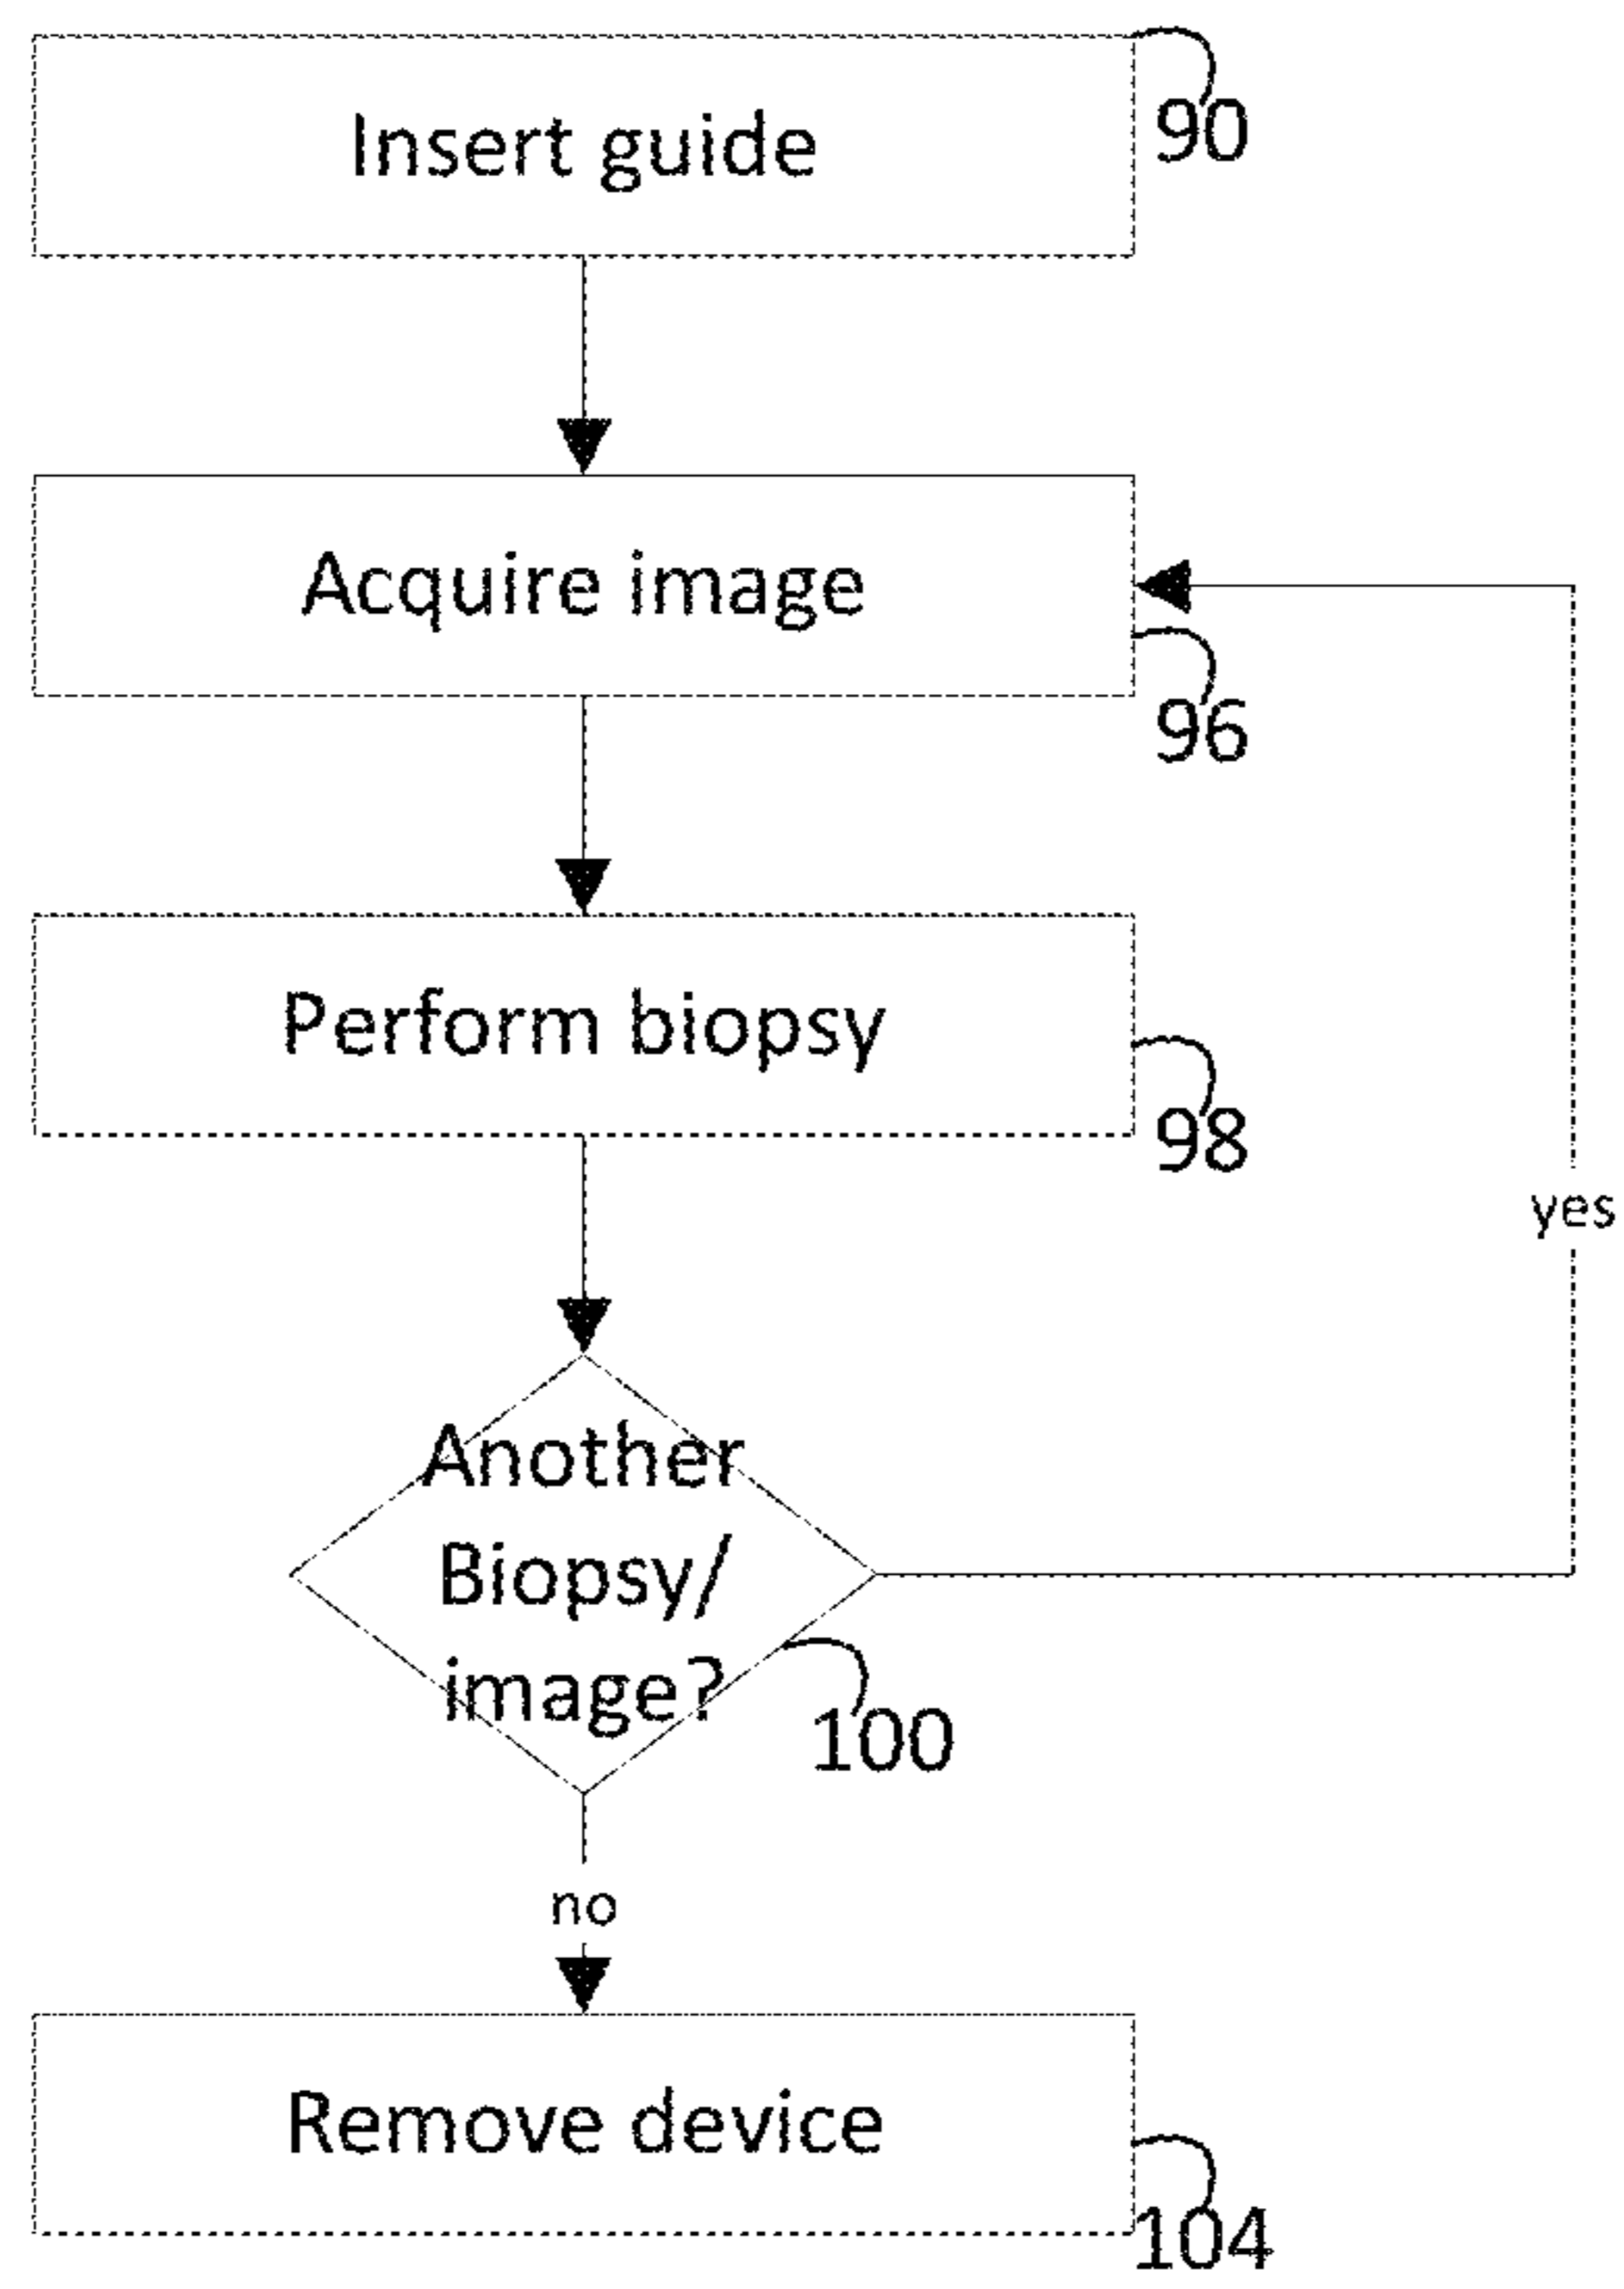 Insert guide
90
Acquire image
96
Perform biopsy
98
yes
Another
Biopsy/
image?
100
no
Remove device
104